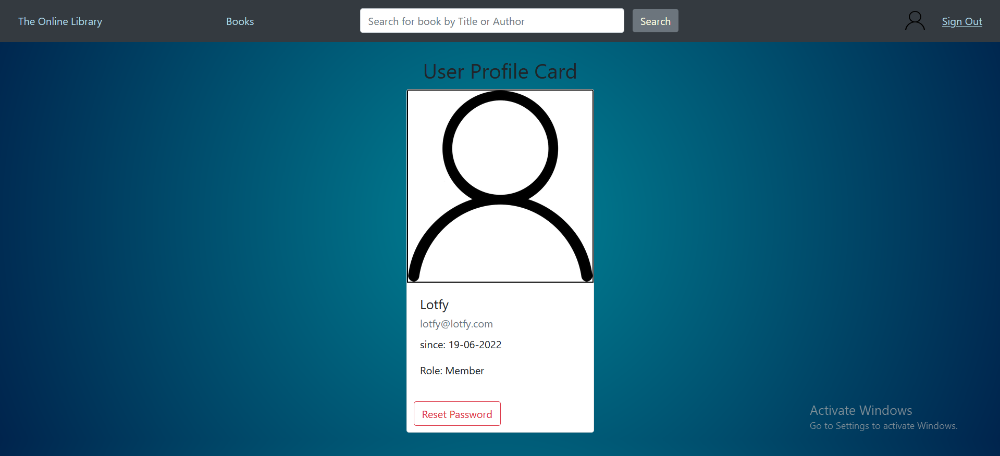 The Online Library
Books
Search for book by Title or Author
Search
Sign Out
User Profile Card
Lotfy
lotfy@lotfy.com
since: 19-06-2022
Role: Member
Reset Password
Activate Windows
Go to Settings to activate Windows.